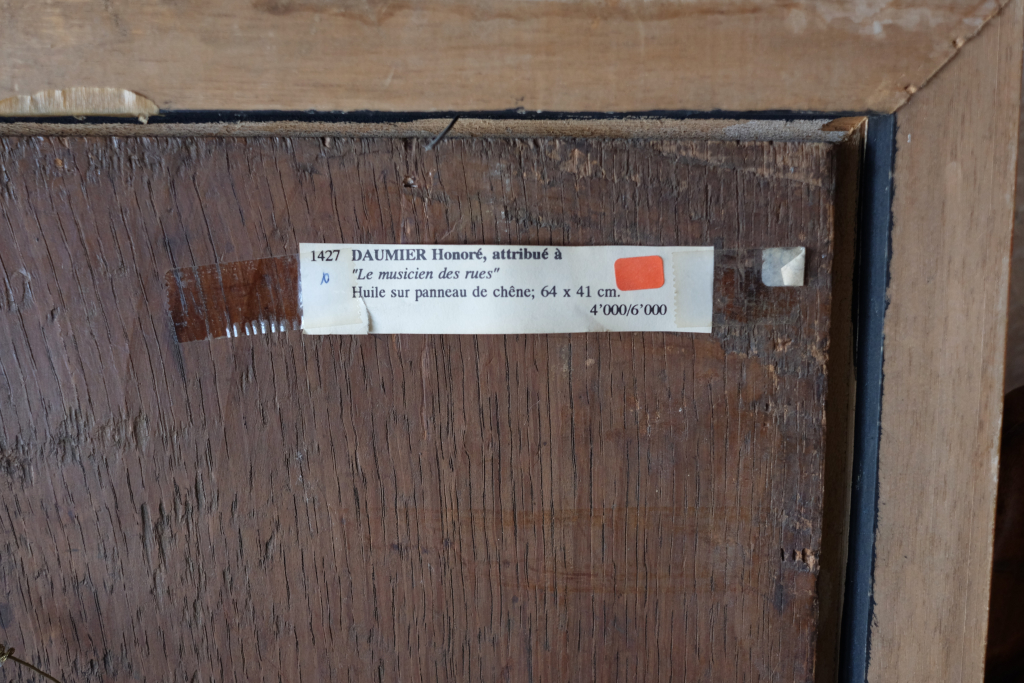 1427 DAUMIER Honoré, attribué à
"Le musicien des rues"
Huile sur panneau de chêne; 64 x 41 cm.
4'000/6'000